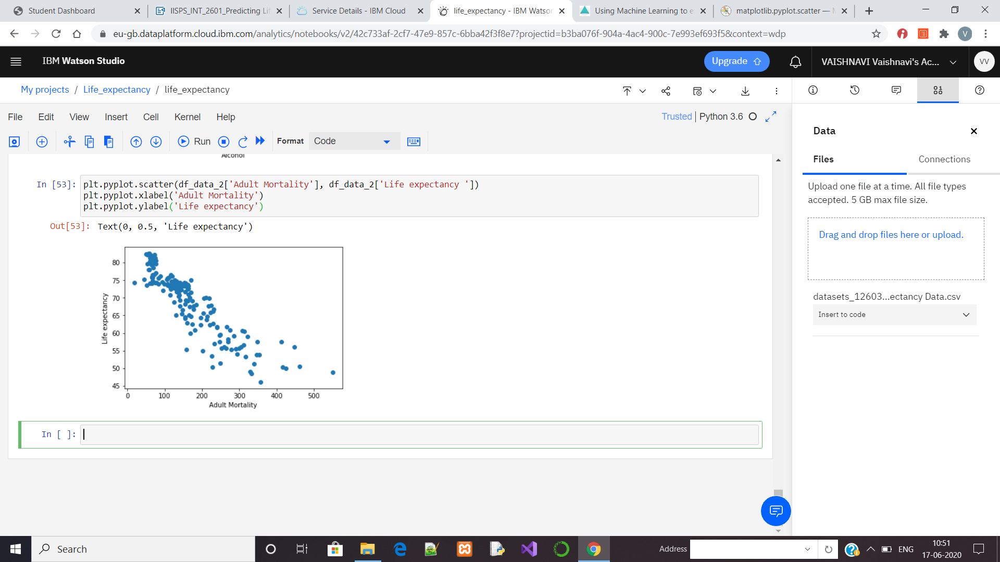 Student Dashboard
IISPS_INT_2601_Predicting Lif
Service Details - IBM Cloud
life_expectancy - IBM Watson
Using Machine Learning to e
matplotlib.pyplot.scatter —
eu-gb.dataplatform.cloud.ibm.com/analytics/notebooks/v2/42c733af-2cf7-47e9-857c-6bba42f3f8e7?projectid=b3ba076f-904a-4ac4-900c-7e993ef693f5&context=wdp
V
IBM Watson Studio
Upgrade
VAISHNAVI Vaishnavi's Ac...
VV
My projects / Life_expectancy / life_expectancy
File Edit View Insert Cell Kernel Help
Trusted | Python 3.6
Run
Format
Code
Alcohol
In [53]:
plt.pyplot.scatter(df_data_2['Adult Mortality'], df_data_2['Life expectancy '])
plt.pyplot.xlabel('Adult Mortality')
plt.pyplot.ylabel('Life expectancy')
Out[53]: Text(0, 0.5, 'Life expectancy')
80
75
70
65
60
55
50
45
Life expectancy
0 100 200 300 400 500
Adult Mortality
In [ ]:
Data
Files
Connections
Upload one file at a time. All file types
accepted. 5 GB max file size.
Drag and drop files here or upload.
datasets_12603...ectancy Data.csv
Insert to code
Search
Address
ENG
10:51
17-06-2020